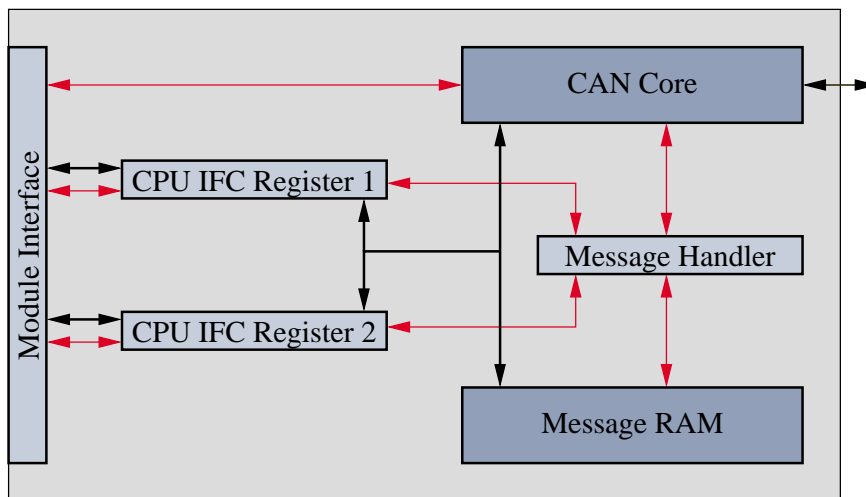 Module Interface
CAN Core
CPU IFC Register 1
Message Handler
CPU IFC Register 2
Message RAM